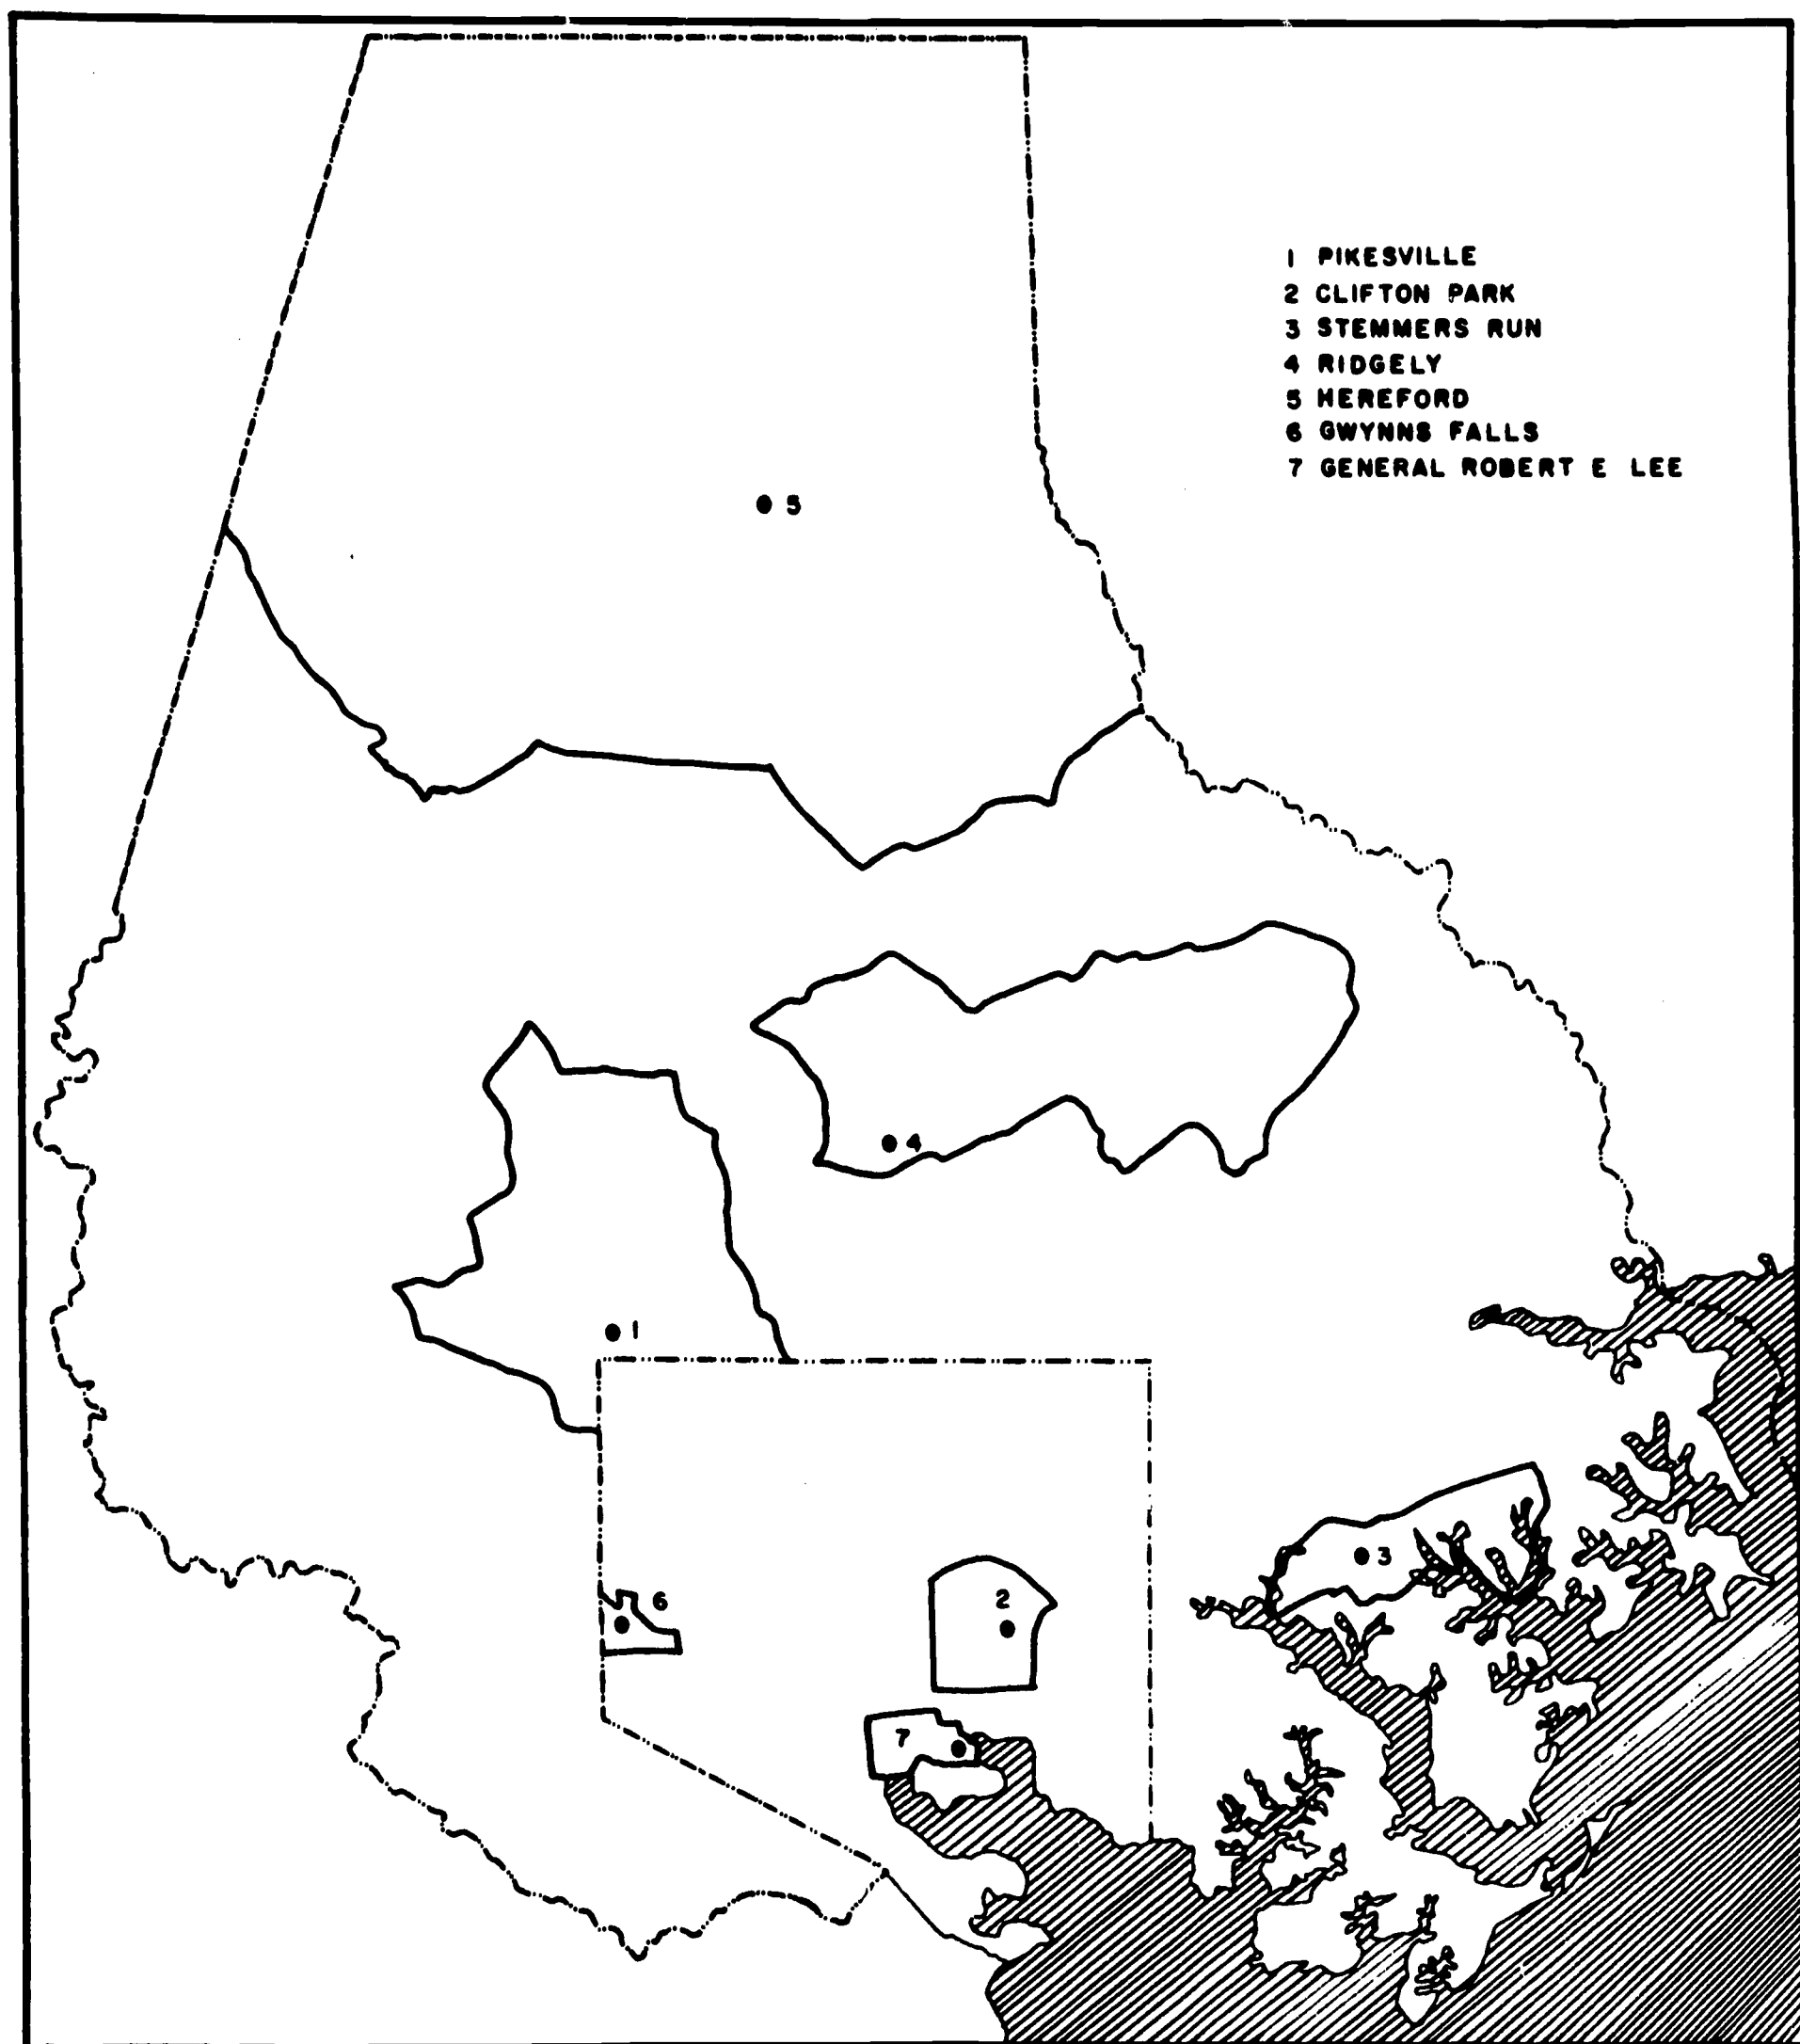 1 PIKESVILLE
2 CLIFTON PARK
3 STEMMERS RUN
4 RIDGELY
5 HEREFORD
6 GWYNNS FALLS
7 GENERAL ROBERT E LEE
5
4
1
3
6
2
7